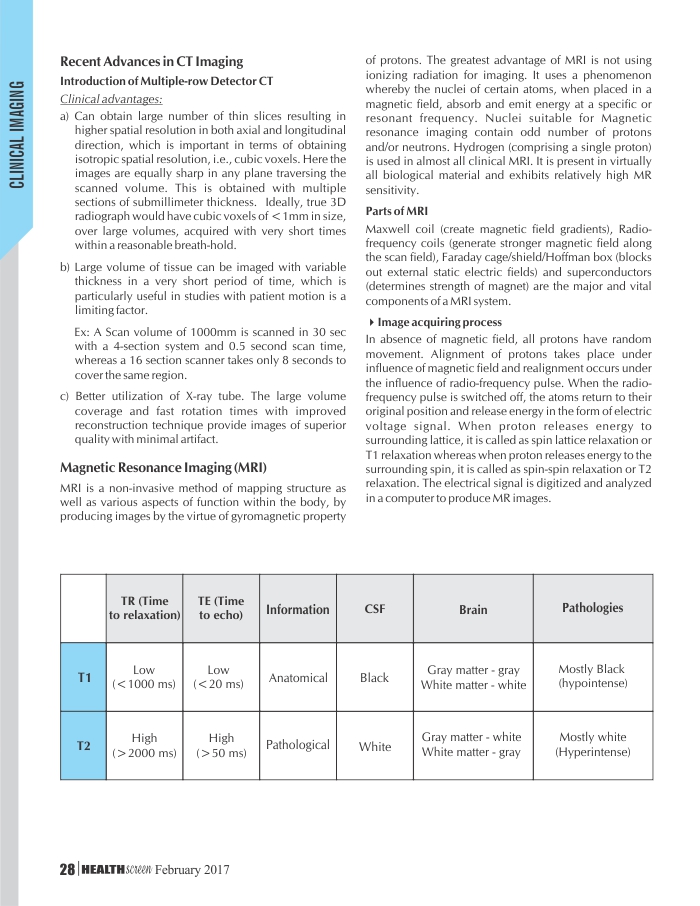 CLINICAL IMAGING
Recent Advances in CT Imaging
Introduction of Multiple-row Detector CT
Clinical advantages:
a) Can obtain large number of thin slices resulting in
higher spatial resolution in both axial and longitudinal
direction, which is important in terms of obtaining
isotropic spatial resolution, i.e., cubic voxels. Here the
images are equally sharp in any plane traversing the
scanned volume. This is obtained with multiple
sections of submillimeter thickness. Ideally, true 3D
radiograph would have cubic voxels of <1mm in size,
over large volumes, acquired with very short times
within a reasonable breath-hold.
b) Large volume of tissue can be imaged with variable
thickness in a very short period of time, which is
particularly useful in studies with patient motion is a
limiting factor.
Ex: A Scan volume of 1000mm is scanned in 30 sec
with a 4-section system and 0.5 second scan time,
whereas a 16 section scanner takes only 8 seconds to
cover the same region.
c) Better utilization of X-ray tube. The large volume
coverage and fast rotation times with improved
reconstruction technique provide images of superior
quality with minimal artifact.
Magnetic Resonance Imaging (MRI)
MRI is a non-invasive method of mapping structure as
well as various aspects of function within the body, by
producing images by the virtue of gyromagnetic property
of protons. The greatest advantage of MRI is not using
ionizing radiation for imaging. It uses a phenomenon
whereby the nuclei of certain atoms, when placed in a
magnetic field, absorb and emit energy at a specific or
resonant frequency. Nuclei suitable for Magnetic
resonance imaging contain odd number of protons
and/or neutrons. Hydrogen (comprising a single proton)
is used in almost all clinical MRI. It is present in virtually
all biological material and exhibits relatively high MR
sensitivity.
Parts of MRI
Maxwell coil (create magnetic field gradients), Radio-
frequency coils (generate stronger magnetic field along
the scan field), Faraday cage/shield/Hoffman box (blocks
out external static electric fields) and superconductors
(determines strength of magnet) are the major and vital
components of a MRI system.
Image acquiring process
In absence of magnetic field, all protons have random
movement. Alignment of protons takes place under
influence of magnetic field and realignment occurs under
the influence of radio-frequency pulse. When the radio-
frequency pulse is switched off, the atoms return to their
original position and release energy in the form of electric
voltage signal. When proton releases energy to
surrounding lattice, it is called as spin lattice relaxation or
T1 relaxation whereas when proton releases energy to the
surrounding spin, it is called as spin-spin relaxation or T2
relaxation. The electrical signal is digitized and analyzed
in a computer to produce MR images.
TR (Time
to relaxation)
TE (Time
to echo)
Information
CSF
Brain
Pathologies
T1
Low
(<1000 ms)
Low
(<20 ms)
Anatomical
Black
Gray matter - gray
White matter - white
Mostly Black
(hypointense)
T2
High
(>2000 ms)
High
(>50 ms)
Pathological
White
Gray matter - white
White matter - gray
Mostly white
(Hyperintense)
28 HEALTHscreen February 2017